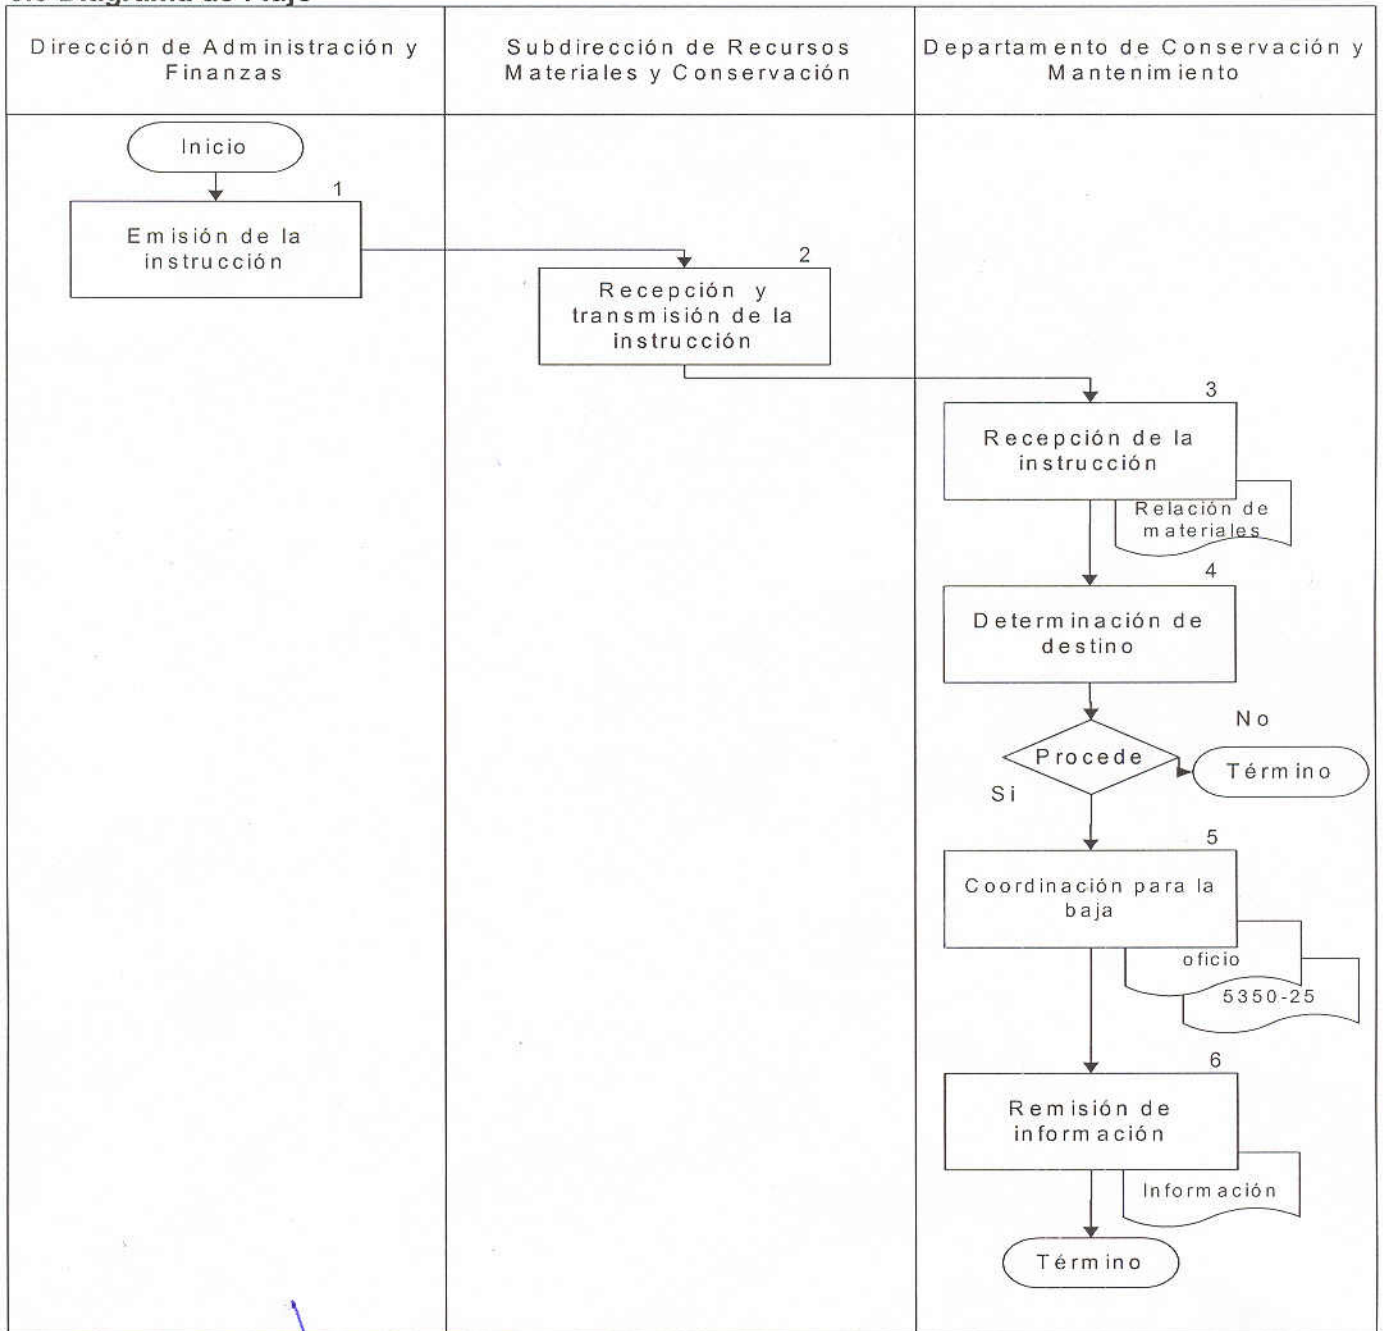 Dirección de Administración y
Finanzas
Subdirección de Recursos
Materiales y Conservación
Departamento de Conservación y
Mantenimiento
Inicio
1
Emisión de la
instrucción
2
Recepción y
transmisión de la
instrucción
3
Recepción de la
instrucción
Relación de
materiales
4
Determinación de
destino
No
Procede
Término
Si
5
Coordinación para la
baja
oficio
5350-25
6
Remisión de
información
Información
Término